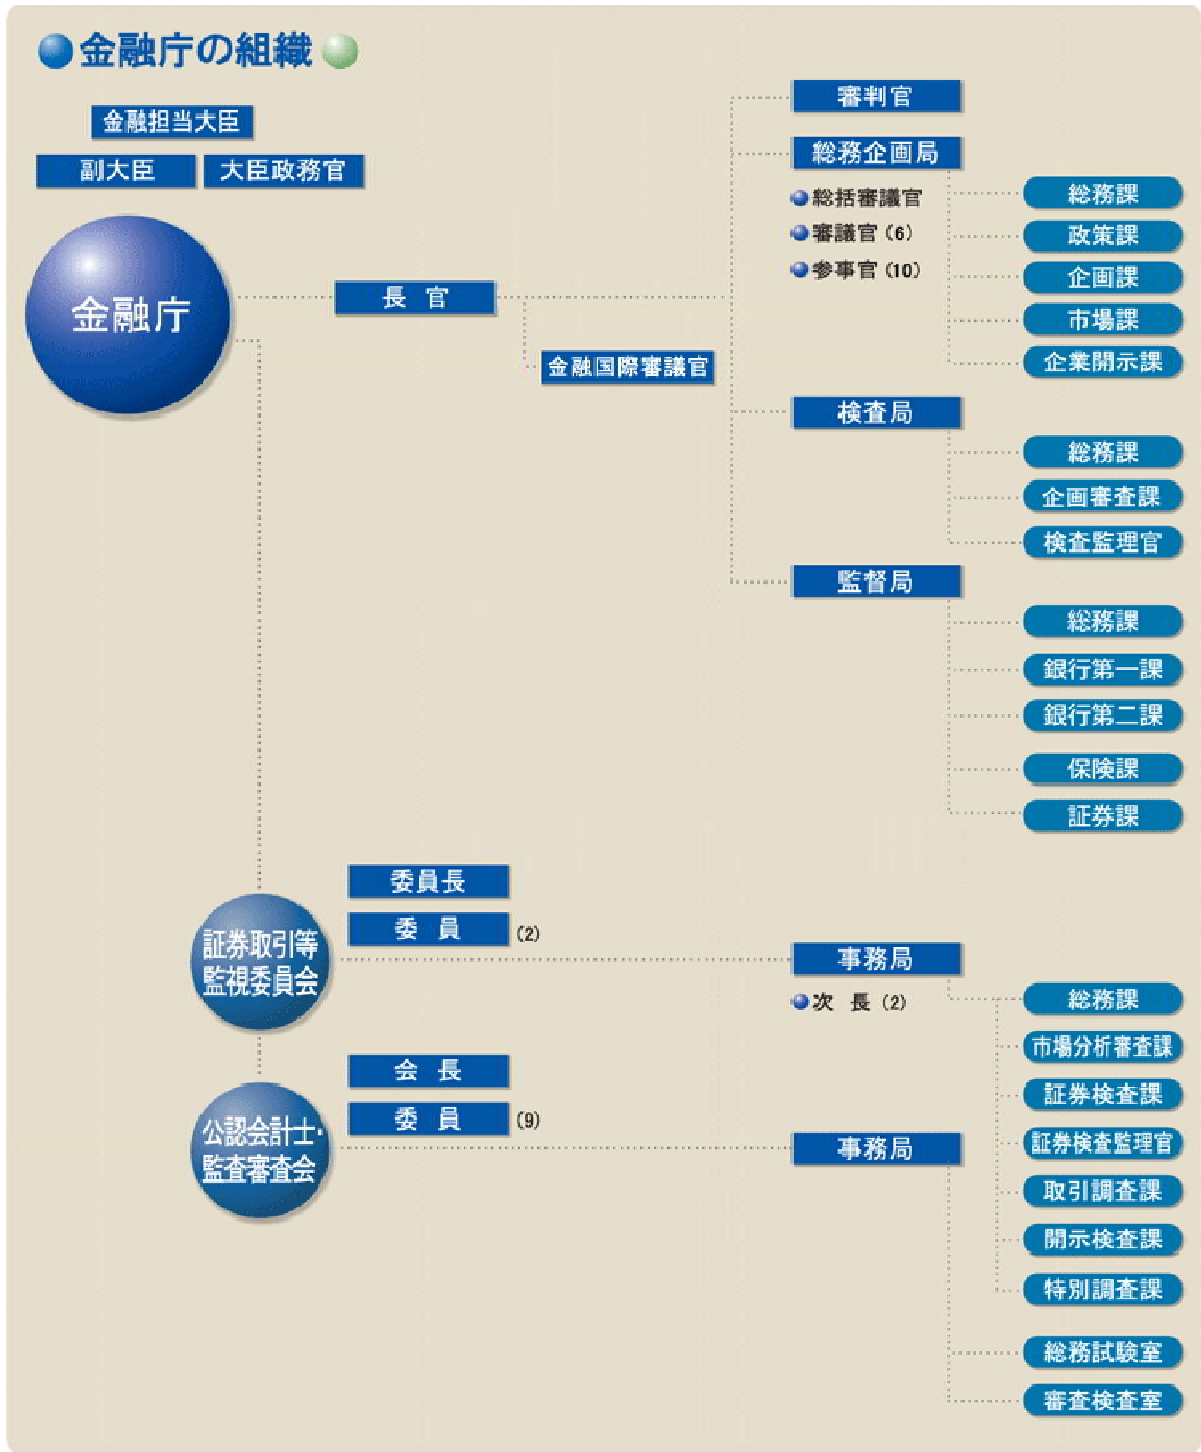 金融庁の組織
金融担当大臣
副大臣 大臣政務官
金融庁
長 官
金融国際審議官
審判官
総務企画局
総括審議官
審議官 (6)
参事官 (10)
総務課
政策課
企画課
市場課
企業開示課
検査局
総務課
企画審査課
検査監理官
監督局
総務課
銀行第一課
銀行第二課
保険課
証券課
証券取引等
監視委員会
委員長
委 員 (2)
事務局
次 長 (2)
総務課
市場分析審査課
証券検査課
証券検査監理官
取引調査課
開示検査課
特別調査課
公認会計士・
監査審査会
会 長
委 員 (9)
事務局
総務試験室
審査検査室